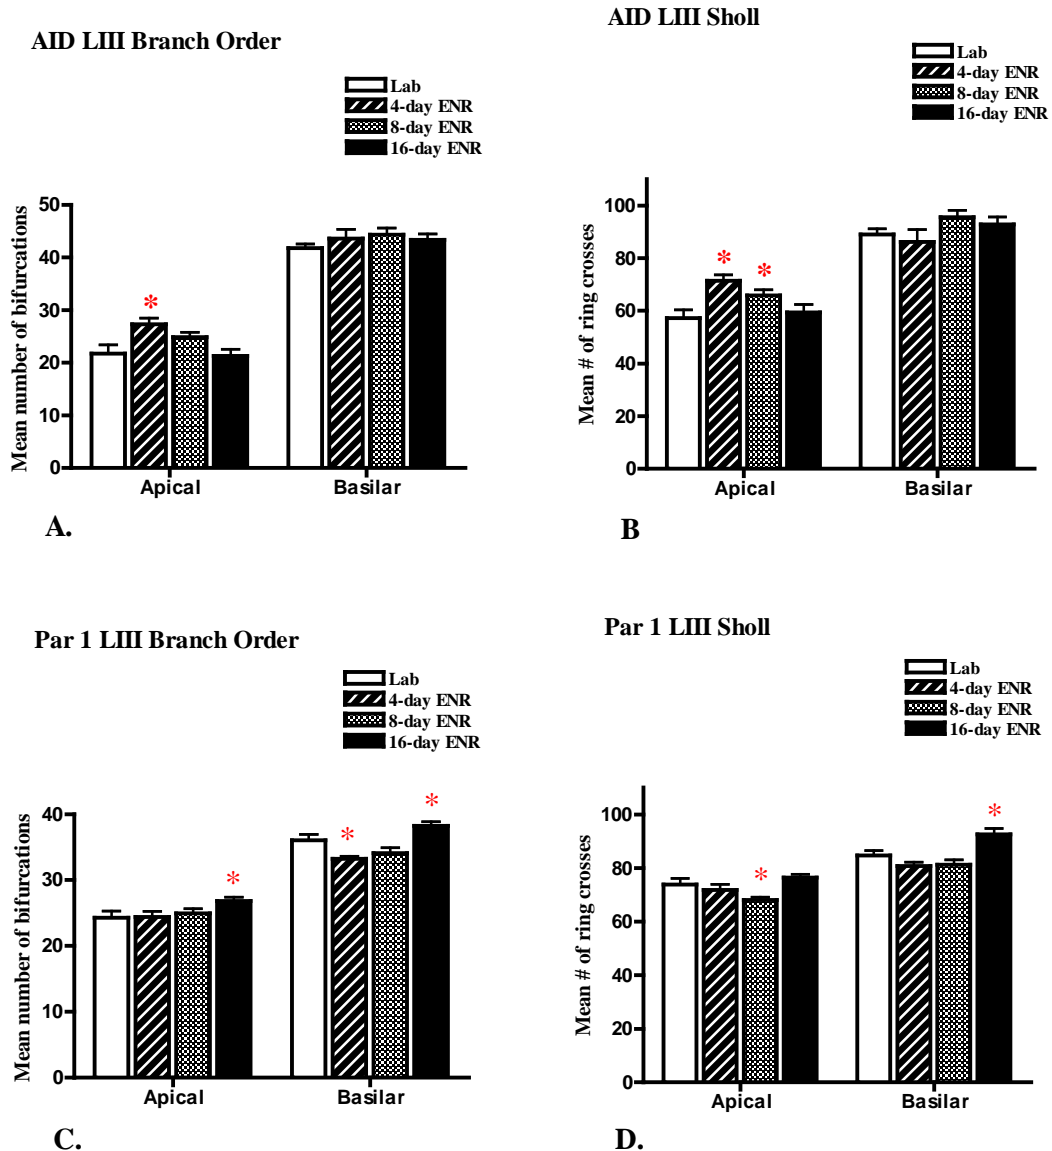 AID LIII Branch Order
Lab
4-day ENR
8-day ENR
16-day ENR
Mean number of bifurcations
50
40
30
20
10
0
*
Apical
Basilar
A.
AID LIII Sholl
Lab
4-day ENR
8-day ENR
16-day ENR
Mean # of ring crosses
100
80
60
40
20
0
*
*
Apical
Basilar
B
Par 1 LIII Branch Order
Lab
4-day ENR
8-day ENR
16-day ENR
Mean number of bifurcations
40
30
20
10
0
*
*
*
Apical
Basilar
C.
Par 1 LIII Sholl
Lab
4-day ENR
8-day ENR
16-day ENR
Mean # of ring crosses
100
80
60
40
20
0
*
*
Apical
Basilar
D.